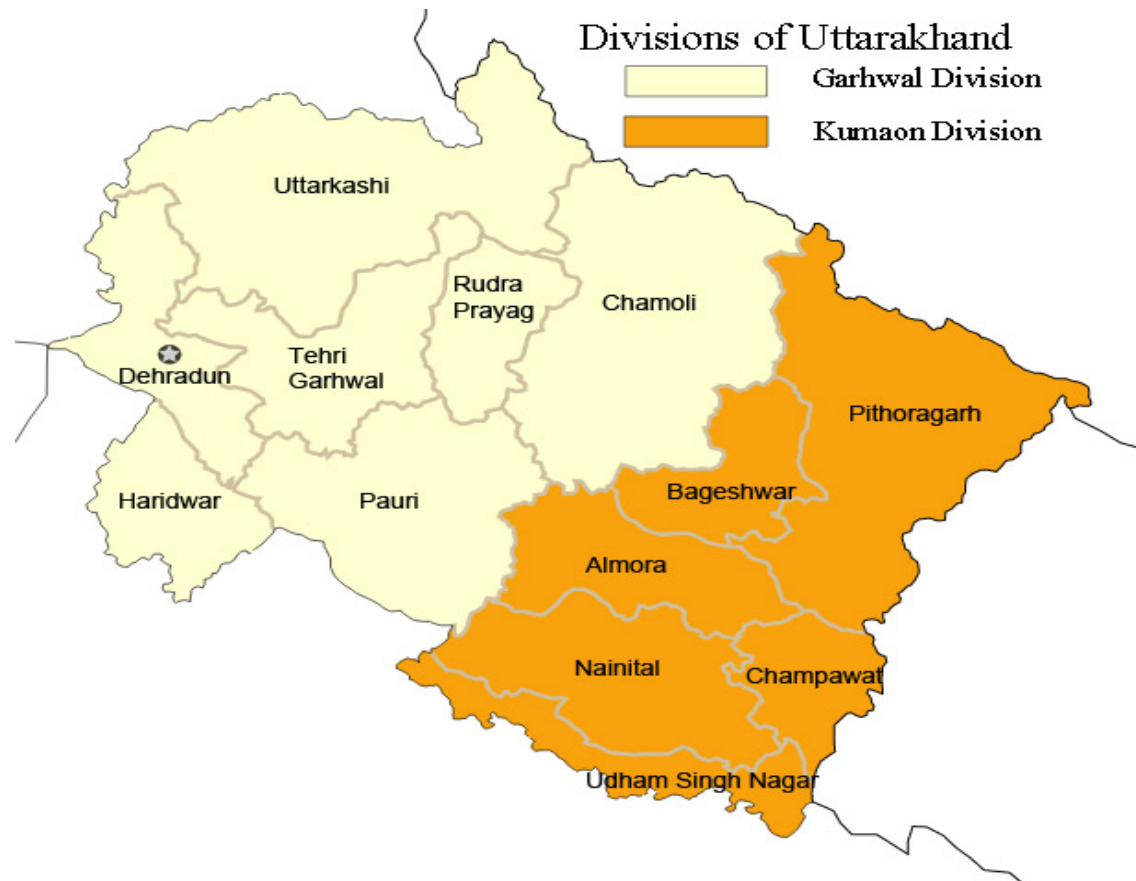 Divisions of Uttarakhand
Garhwal Division
Kumaon Division
Uttarkashi
Rudra
Prayag
Chamoli
Tehri
Garhwal
Dehradun
Pithoragarh
Haridwar
Pauri
Bageshwar
Almora
Nainital
Champawat
Udham Singh Nagar